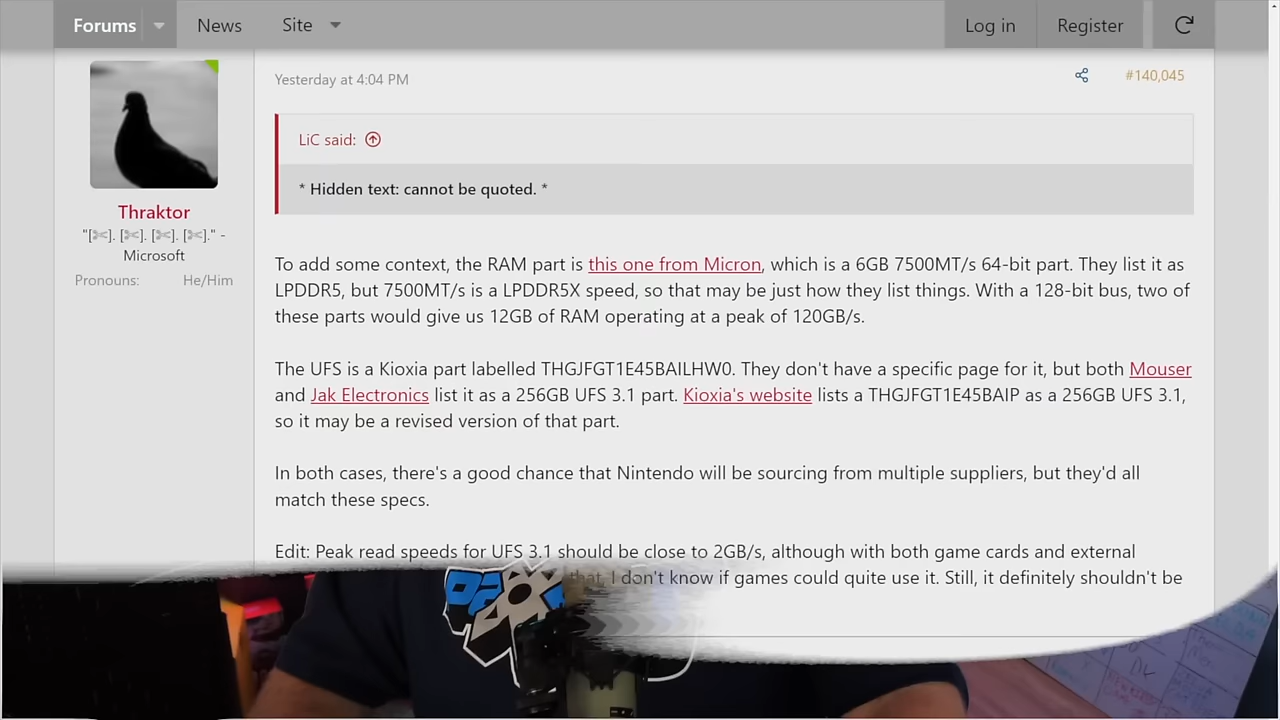 Forums
News
Site
Log in
Register
Yesterday at 4:04 PM
#140,045
LiC said:
* Hidden text: cannot be quoted. *
Thraktor
"[✄]. [✄]. [✄]. [✄]." -
Microsoft
Pronouns: He/Him
To add some context, the RAM part is this one from Micron, which is a 6GB 7500MT/s 64-bit part. They list it as
LPDDR5, but 7500MT/s is a LPDDR5X speed, so that may be just how they list things. With a 128-bit bus, two of
these parts would give us 12GB of RAM operating at a peak of 120GB/s.
The UFS is a Kioxia part labelled THGJFGT1E45BAILHW0. They don't have a specific page for it, but both Mouser
and Jak Electronics list it as a 256GB UFS 3.1 part. Kioxia's website lists a THGJFGT1E45BAIP as a 256GB UFS 3.1,
so it may be a revised version of that part.
In both cases, there's a good chance that Nintendo will be sourcing from multiple suppliers, but they'd all
match these specs.
Edit: Peak read speeds for UFS 3.1 should be close to 2GB/s, although with both game cards and external
that, I don't know if games could quite use it. Still, it definitely shouldn't be